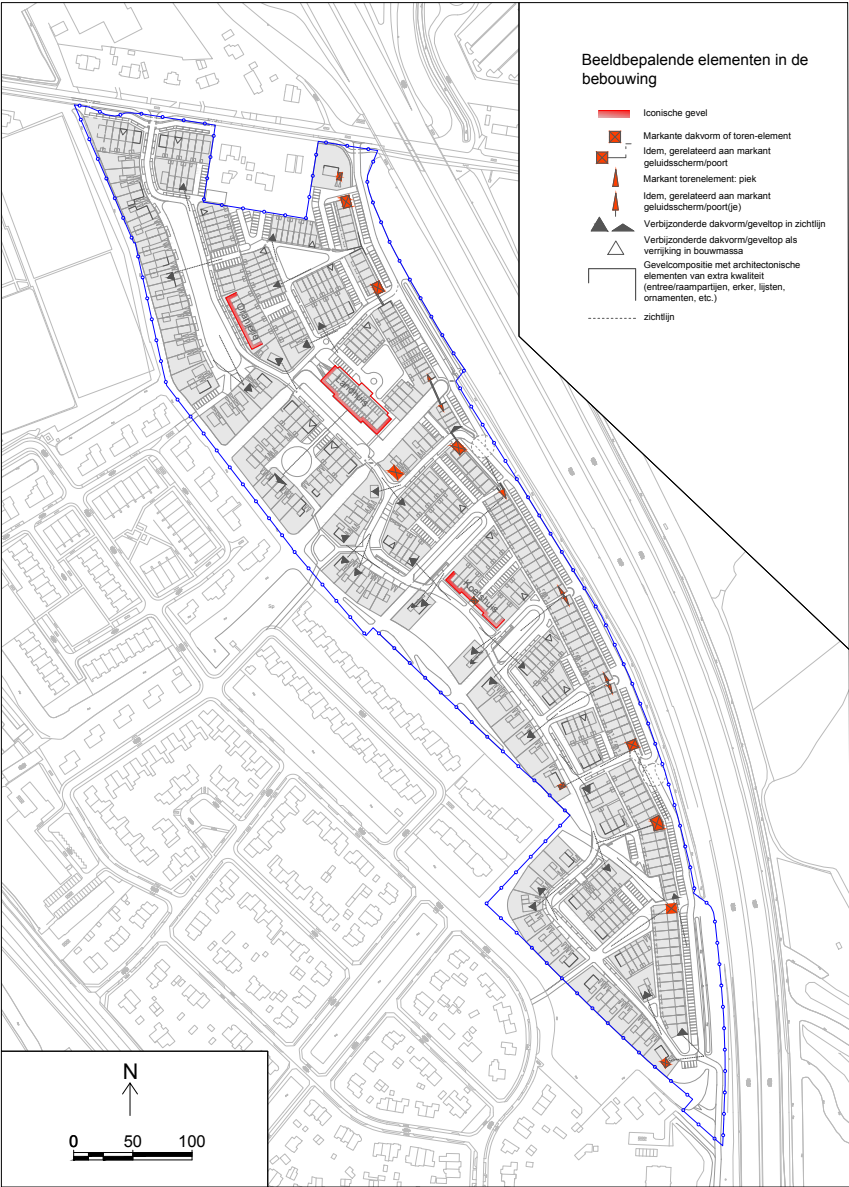 Beeldbepalende elementen in de
bebouwing
Iconische gevel
Markante dakvorm of toren-element
Idem, gerelateerd aan markant
geluidsscherm/poort
Markant torenelement: piek
Idem, gerelateerd aan markant
geluidsscherm/poort(je)
Verbijzonderde dakvorm/geveltop in zichtlijn
Verbijzonderde dakvorm/geveltop als
verrijking in bouwmassa
Gevelcompositie met architectonische
elementen van extra kwaliteit
(entree/raampartijen, erker, lijsten,
ornamenten, etc.)
zichtlijn
Landhuis
Koetshuis
N
0 50 100